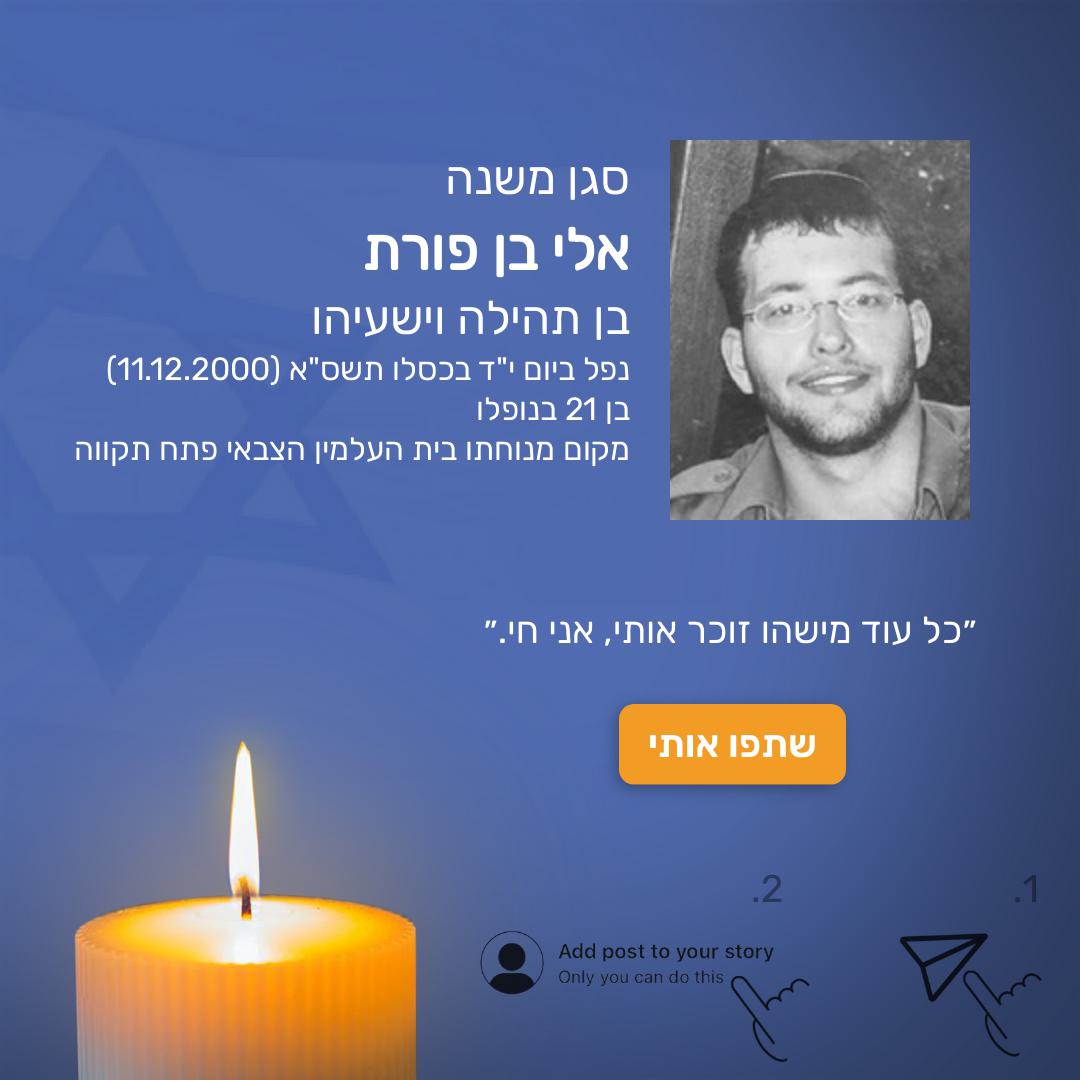 סגן משנה
אלי בן פורת
בן תהילה וישעיהו
נפל ביום י"ד בכסלו תשס"א (11.12.2000)
בן 21 בנופלו
מקום מנוחתו בית העלמין הצבאי פתח תקווה
״כל עוד מישהו זוכר אותי, אני חי.״
שתפו אותי
.1
.2
Add post to your story
Only you can do this